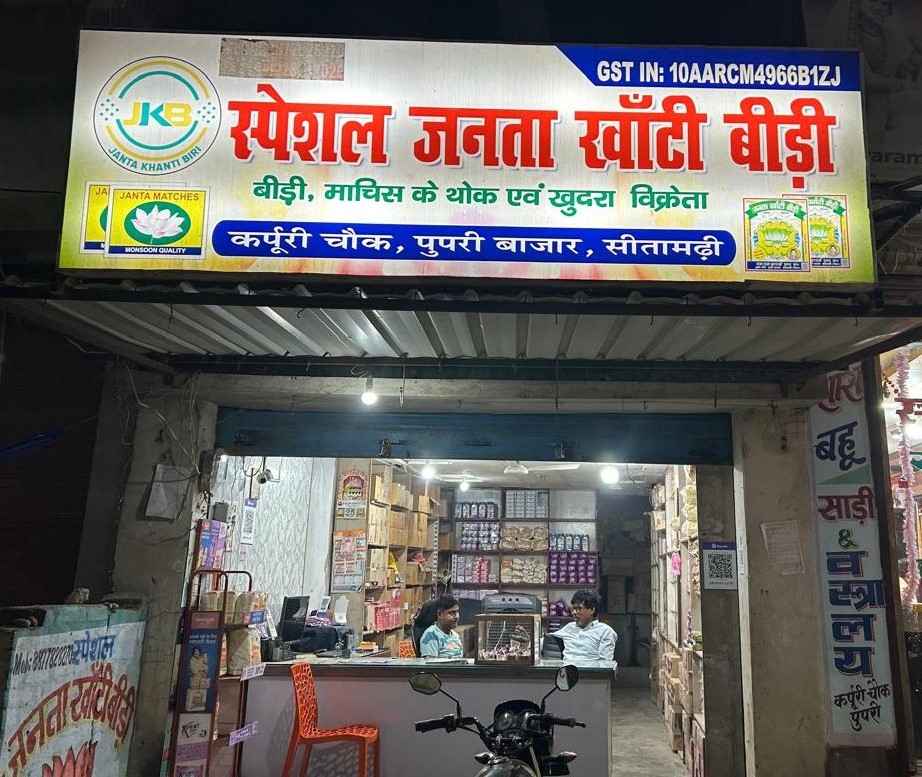 GST IN: 10AARCM4966B1ZJ
JKB
JANTA KHANTI BIRI
स्पेशल जनता खाँटी बीड़ी
बीड़ी, माचिस के थोक एवं खुदरा विक्रेता
JANTA MATCHES
MONSOON QUALITY
जनता खाँटी बीड़ी
कर्पूरी चौक, पुपरी बाजार, सीतामढ़ी
सास
बहू
साड़ी
&
वस्त्रालय
कर्पूरी चौक
पुपरी
स्पेशल
जनता खाँटी बीड़ी